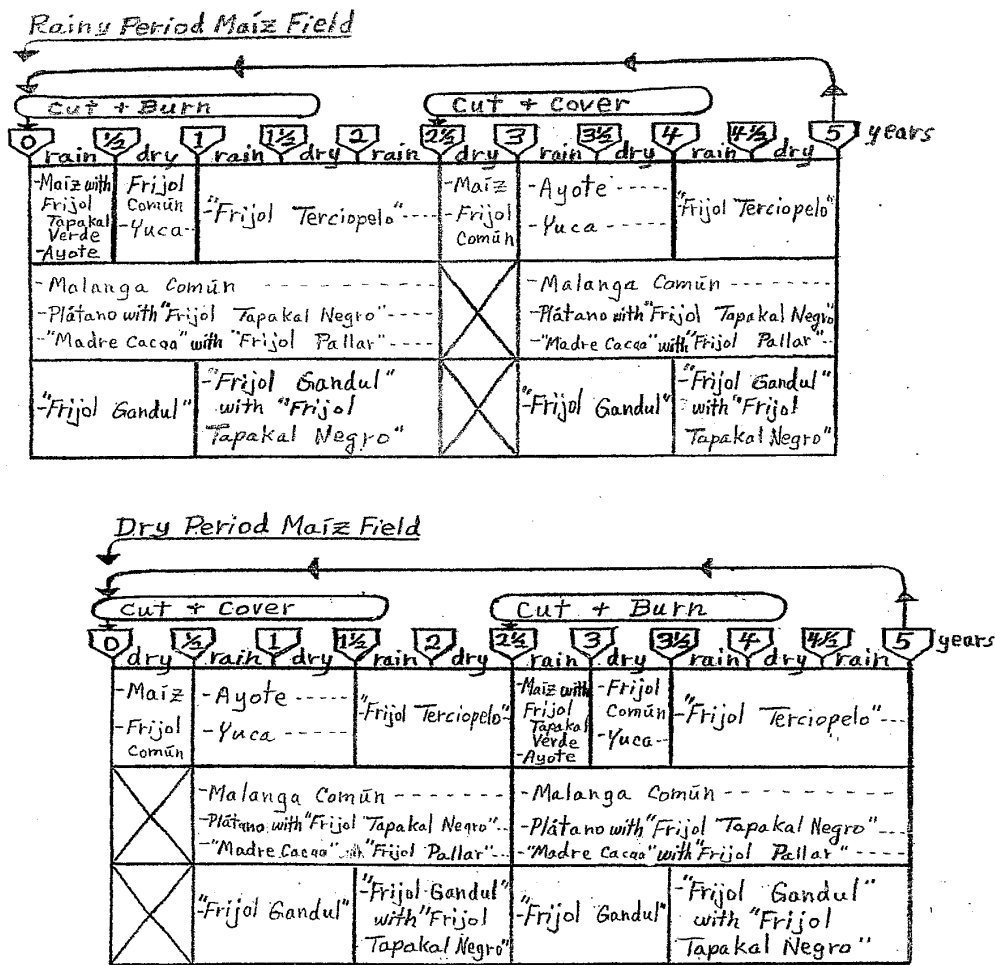 Rainy Period Maíz Field
Cut + Burn
Cut + Cover
0 ½ 1 1½ 2 2½ 3 3½ 4 4½ 5 years
rain dry rain dry rain dry rain dry rain dry
-Maíz with Frijol Tapakal Verde
-Ayote
Frijol Común
-Yuca
-"Frijol Terciopelo"
-Maíz
-Frijol Común
-Ayote
-Yuca
"Frijol Terciopelo"
-Malanga Común
-Plátano with "Frijol Tapakal Negro"
-"Madre Cacao" with "Frijol Pallar"
-Malanga Común
-Plátano with "Frijol Tapakal Negro"
-"Madre Cacao" with "Frijol Pallar"
-"Frijol Gandul"
-"Frijol Gandul"
with "Frijol
Tapakal Negro"
-"Frijol Gandul"
-"Frijol Gandul"
with "Frijol
Tapakal Negro"
Dry Period Maíz Field
Cut + Cover
Cut + Burn
0 ½ 1 1½ 2 2½ 3 3½ 4 4½ 5 years
dry rain dry rain dry rain dry rain dry rain
-Maíz
-Frijol Común
-Ayote
-Yuca
-"Frijol Terciopelo"
-Maíz with Frijol Tapakal Verde
-Ayote
-Frijol Común
-Yuca
-"Frijol Terciopelo"
-Malanga Común
-Plátano with "Frijol Tapakal Negro"
-"Madre Cacao" with "Frijol Pallar"
-Malanga Común
-Plátano with "Frijol Tapakal Negro"
-"Madre Cacao" with "Frijol Pallar"
-"Frijol Gandul"
-"Frijol Gandul"
with "Frijol
Tapakal Negro"
-"Frijol Gandul"
-"Frijol Gandul"
with "Frijol
Tapakal Negro"